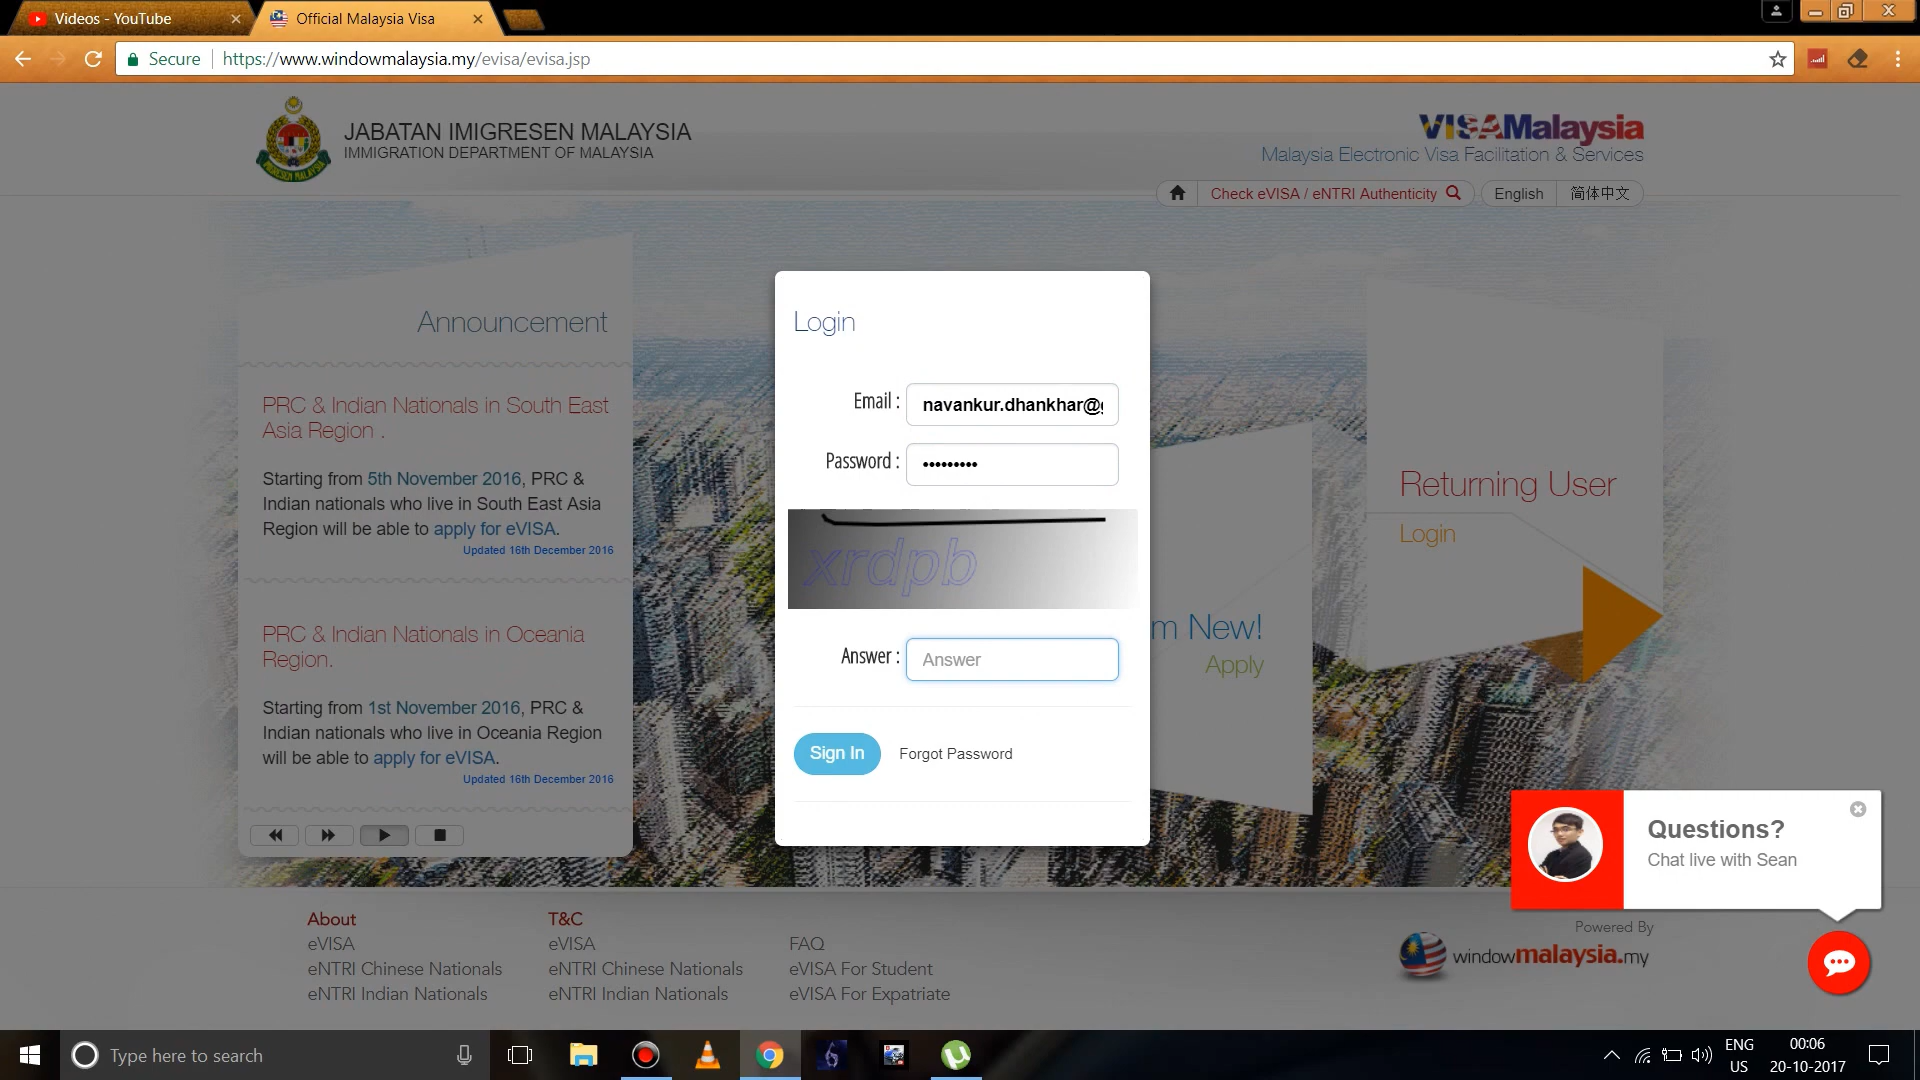 Videos - YouTube
Official Malaysia Visa
Secure
https://www.windowmalaysia.my/evisa/evisa.jsp
JABATAN IMIGRESEN MALAYSIA
IMMIGRATION DEPARTMENT OF MALAYSIA
VISAMalaysia
Malaysia Electronic Visa Facilitation & Services
Check eVISA / eNTRI Authenticity
English
简体中文
Announcement
PRC & Indian Nationals in South East
Asia Region .
Starting from 5th November 2016, PRC &
Indian nationals who live in South East Asia
Region will be able to apply for eVISA.
Updated 16th December 2016
PRC & Indian Nationals in Oceania
Region.
Starting from 1st November 2016, PRC &
Indian nationals who live in Oceania Region
will be able to apply for eVISA.
Updated 16th December 2016
Login
Email :
navankur.dhankhar@
Password :
xrdpb
Answer :
Answer
Sign In
Forgot Password
m New!
Apply
Returning User
Login
Questions?
Chat live with Sean
About
eVISA
eNTRI Chinese Nationals
eNTRI Indian Nationals
T&C
eVISA
eNTRI Chinese Nationals
eNTRI Indian Nationals
FAQ
eVISA For Student
eVISA For Expatriate
Powered By
windowmalaysia.my
Type here to search
ENG
US
00:06
20-10-2017